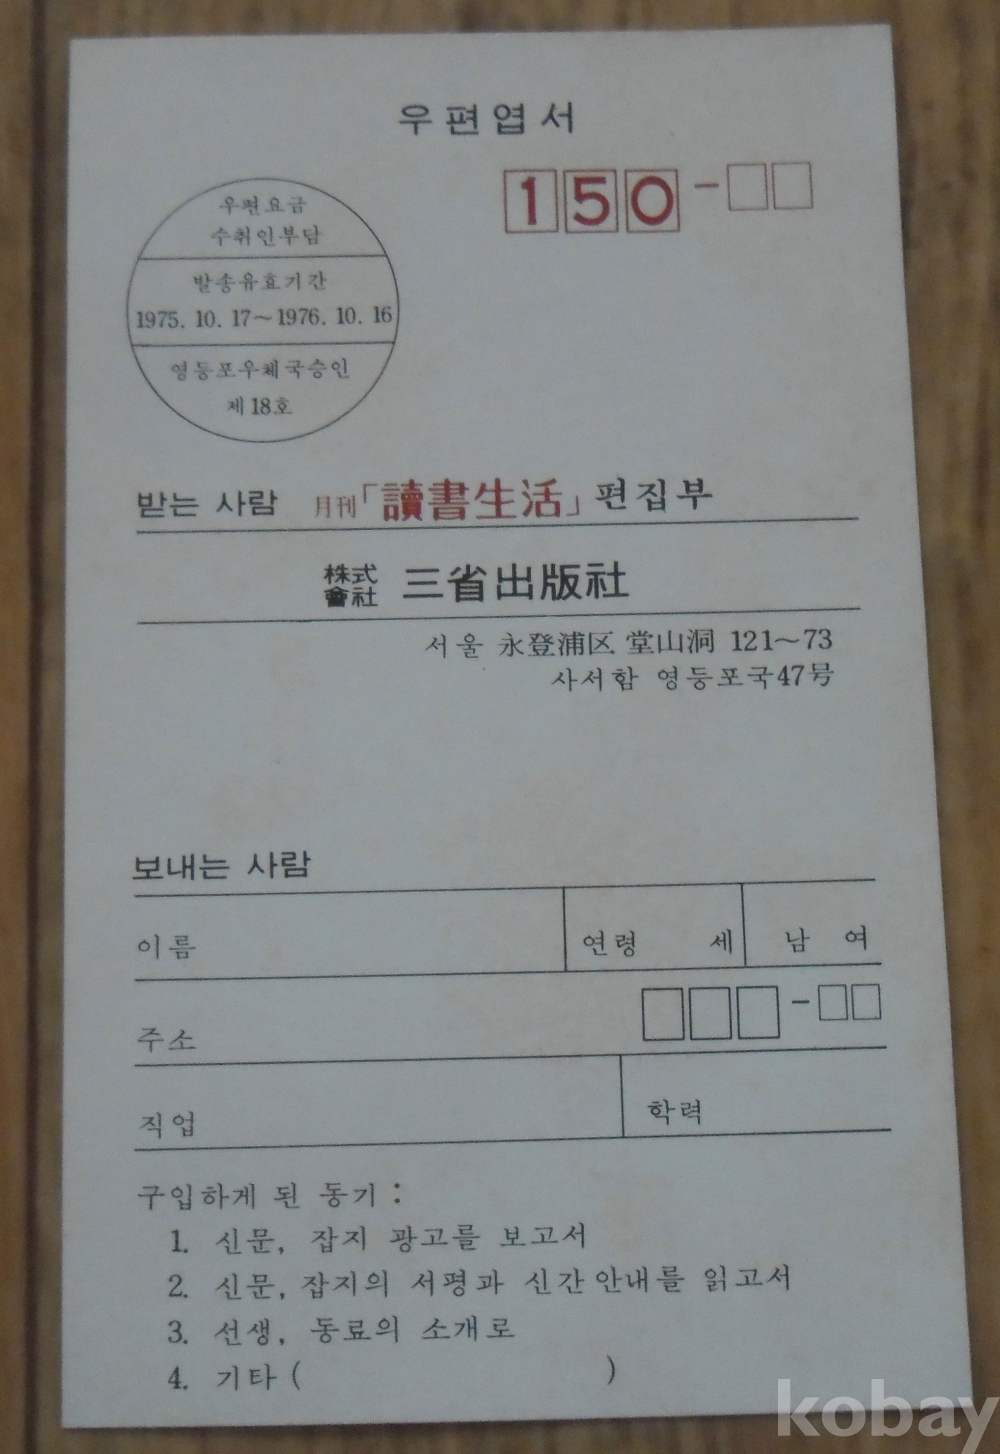 우편엽서
150-□□
우편요금
수취인부담
발송유효기간
1975. 10. 17~1976. 10. 16
영등포우체국승인
제18호
받는 사람 月刊「讀書生活」편집부
株式會社 三省出版社
서울 永登浦区 堂山洞 121~73
사서함 영등포국47号
보내는 사람
이름 연령 세 남 여
주소 □□□-□□
직업 학력
구입하게 된 동기 :
1. 신문, 잡지 광고를 보고서
2. 신문, 잡지의 서평과 신간안내를 읽고서
3. 선생, 동료의 소개로
4. 기타 ( )
kobay